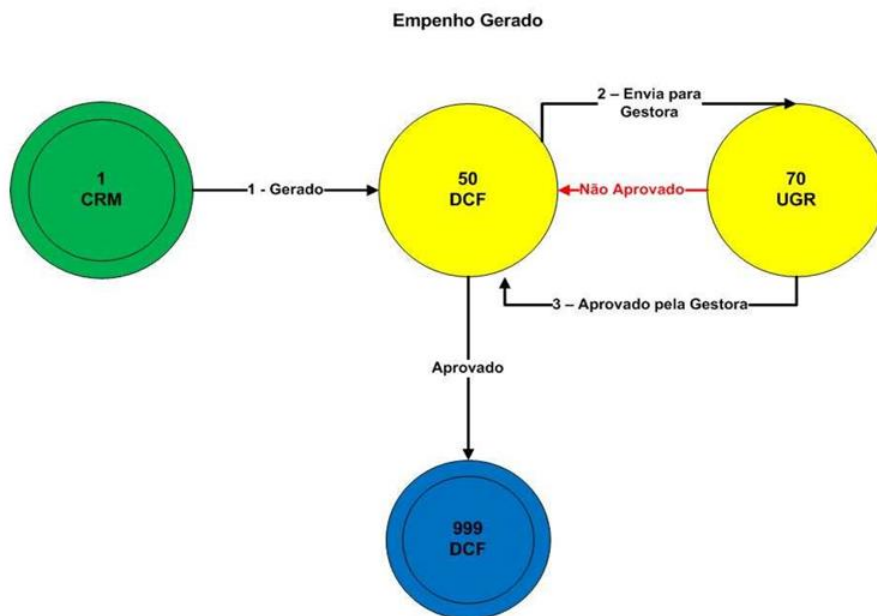 Empenho Gerado
2 – Envia para
Gestora
1
CRM
1 - Gerado
50
DCF
Não Aprovado
70
UGR
3 – Aprovado pela Gestora
Aprovado
999
DCF